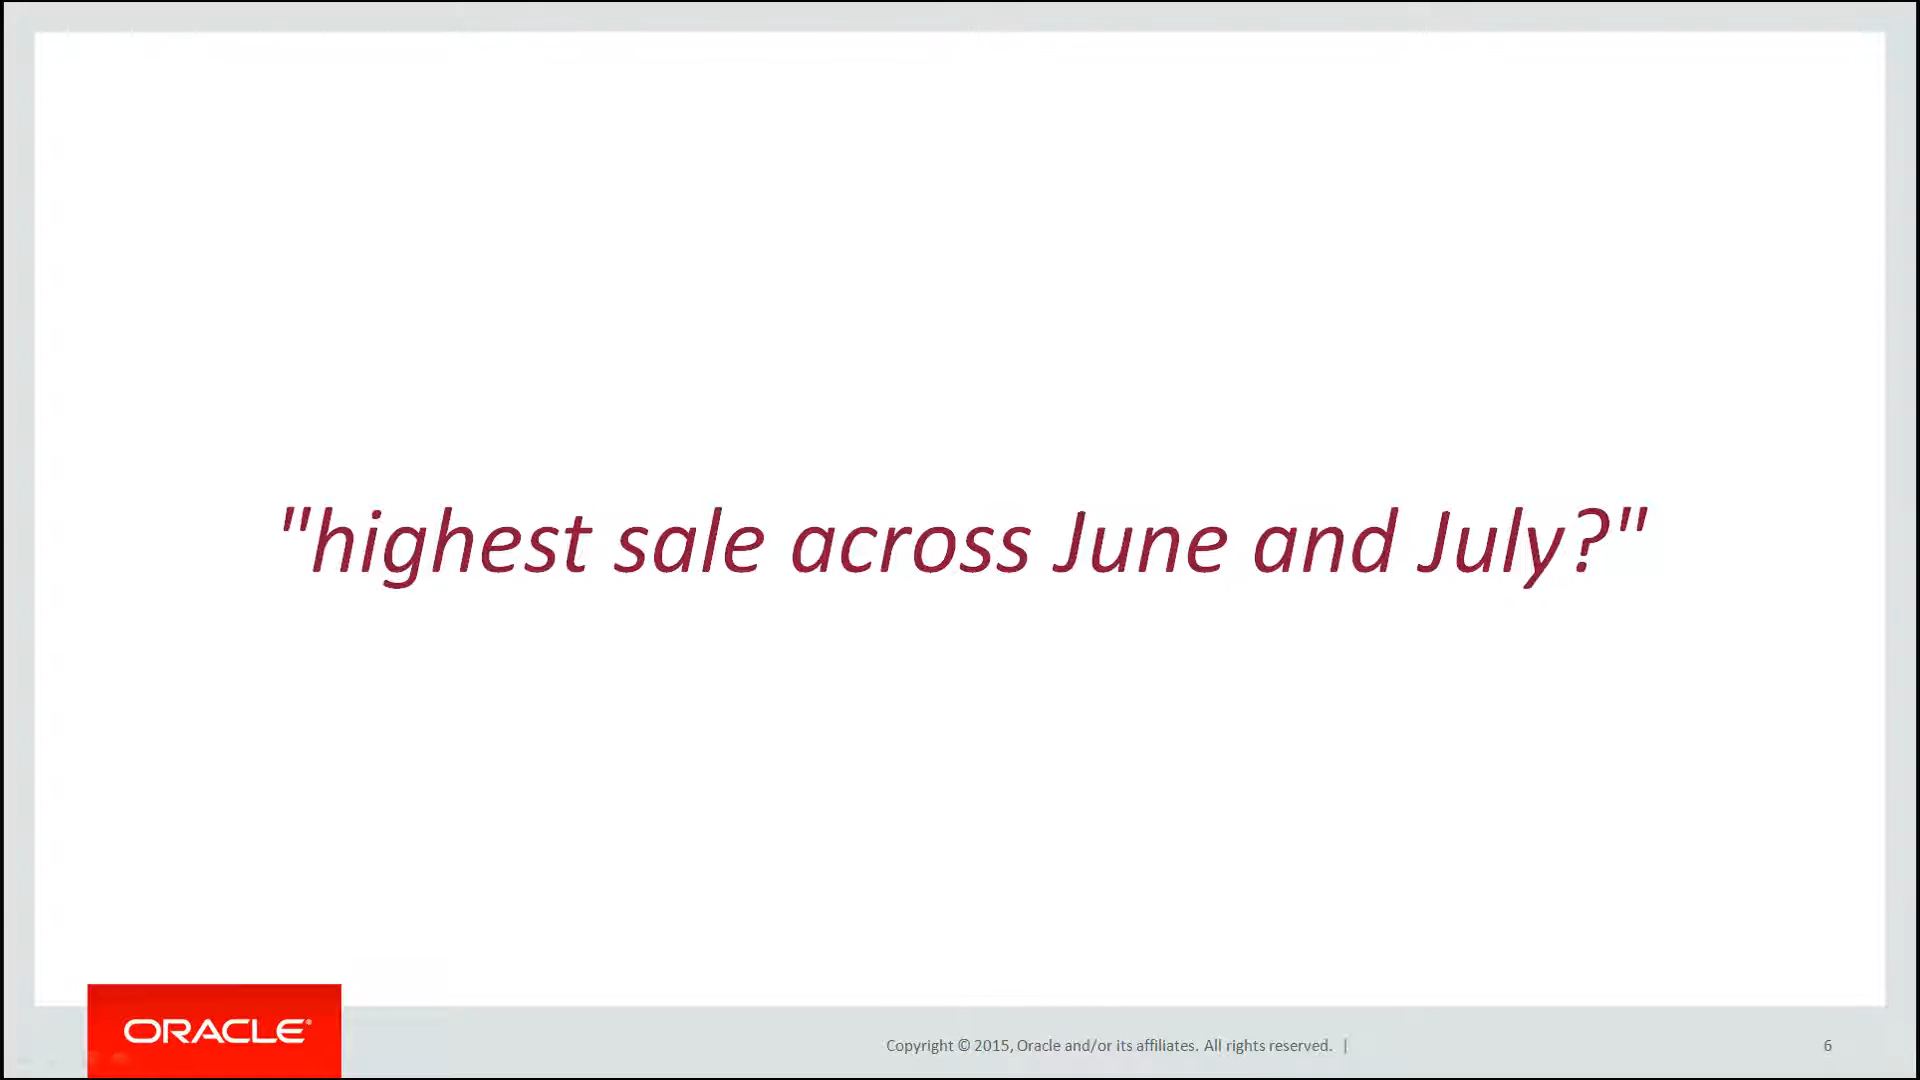 "highest sale across June and July?"
ORACLE®
Copyright © 2015, Oracle and/or its affiliates. All rights reserved. |
6